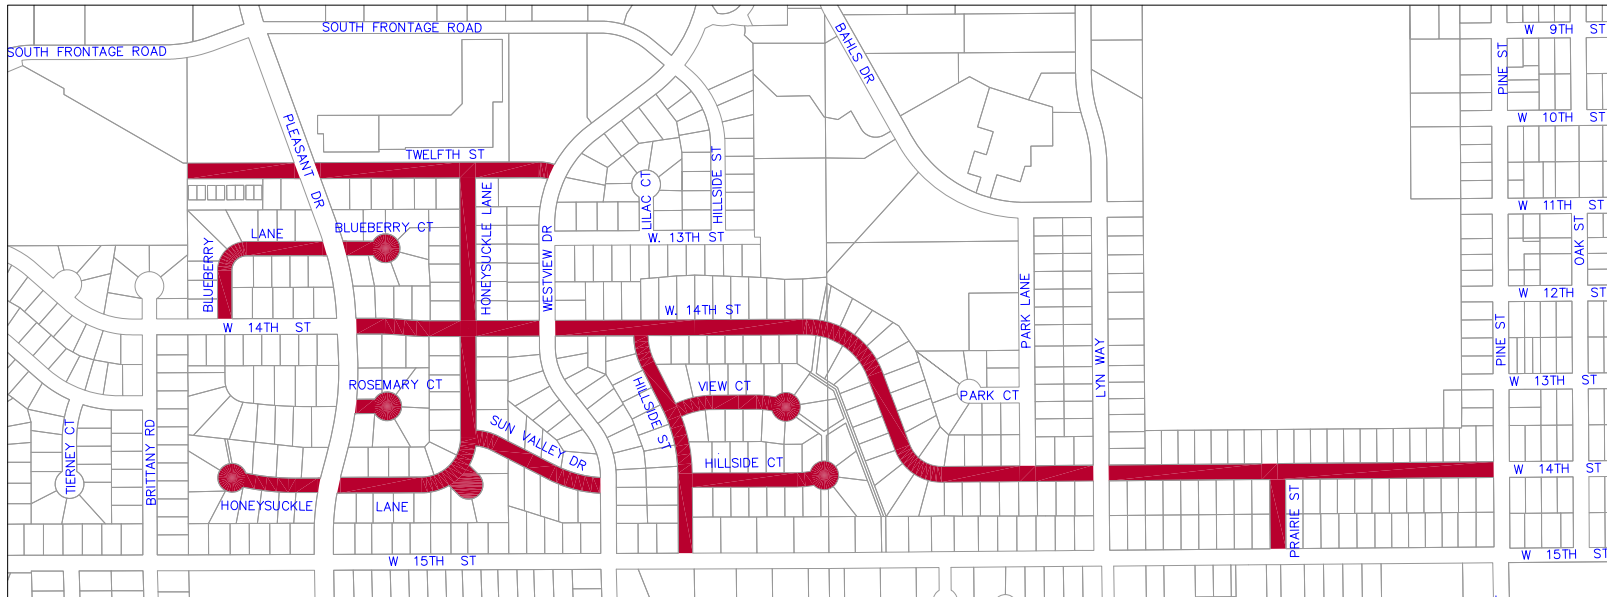 SOUTH FRONTAGE ROAD
SOUTH FRONTAGE ROAD
BAHLS DR
PINE ST
W 9TH ST
W 10TH ST
PLEASANT DR
TWELFTH ST
HONEYSUCKLE LANE
LILAC CT
HILLSIDE ST
W 11TH ST
OAK ST
BLUEBERRY LANE
BLUEBERRY CT
WESTVIEW DR
W. 13TH ST
W 12TH ST
W 14TH ST
W. 14TH ST
PARK LANE
LYN WAY
PINE ST
ROSEMARY CT
HILLSIDE ST
VIEW CT
PARK CT
W 13TH ST
TIERNEY CT
BRITTANY RD
SUN VALLEY DR
HILLSIDE CT
W 14TH ST
HONEYSUCKLE LANE
PRAIRIE ST
W 15TH ST
W 15TH ST